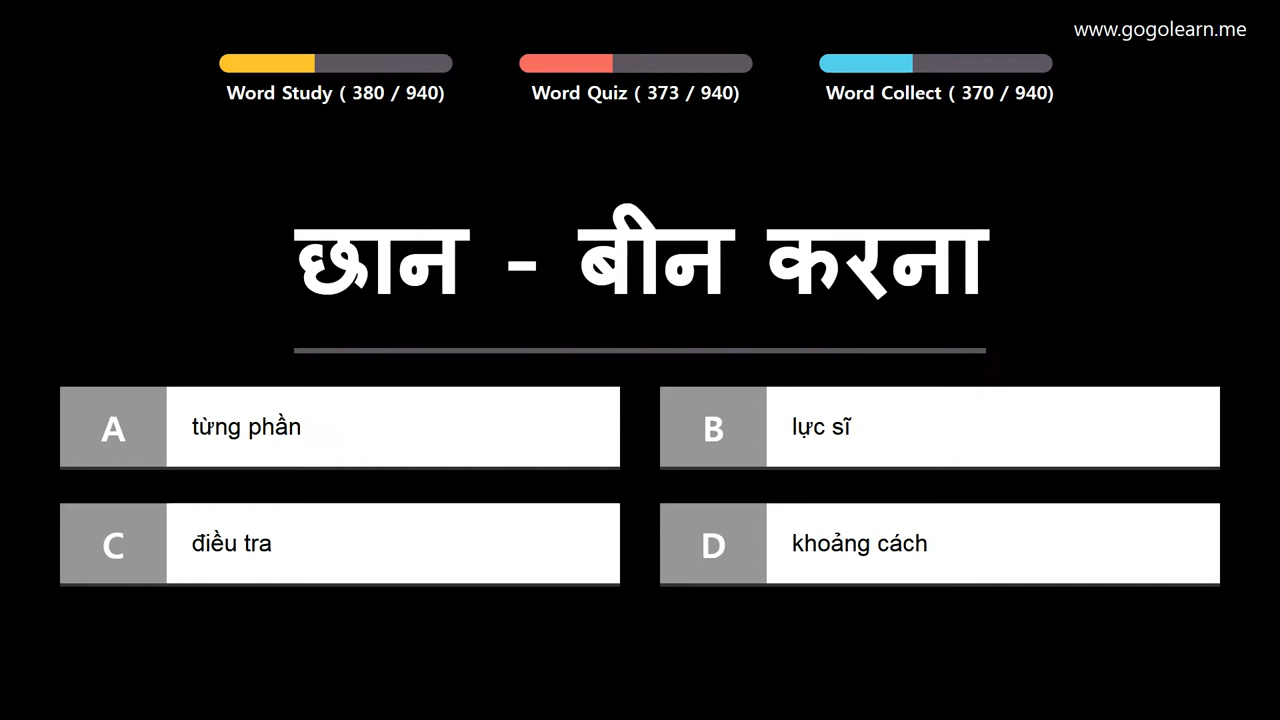 www.gogolearn.me
Word Study ( 380 / 940)
Word Quiz ( 373 / 940)
Word Collect ( 370 / 940)
छान - बीन करना
A
từng phần
B
lực sĩ
C
điều tra
D
khoảng cách